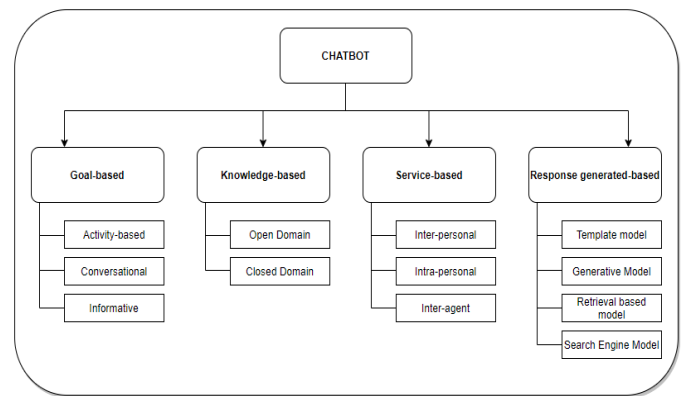 CHATBOT
Goal-based
Knowledge-based
Service-based
Response generated-based
Activity-based
Conversational
Informative
Open Domain
Closed Domain
Inter-personal
Intra-personal
Inter-agent
Template model
Generative Model
Retrieval based
model
Search Engine Model